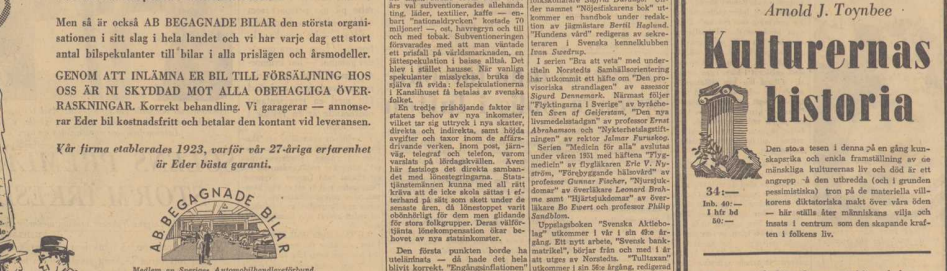 Men så är också AB BEGAGNADE BILAR den största organi-
sationen i sitt slag i hela landet och vi har varje dag ett stort
antal bilspekulanter till bilar i alla prislägen och årsmodeller.
GENOM ATT INLÄMNA ER BIL TILL FÖRSÄLJNING HOS
OSS ÄR NI SKYDDAD MOT ALLA OBEHAGLIGA ÖVER-
RASKNINGAR. Korrekt behandling. Vi garagerar — annonse-
rar Eder bil kostnadsfritt och betalar den kontant vid leveransen.
Vår firma etablerades 1923, varför vår 27-åriga erfarenhet
är Eder bästa garanti.
AB. BEGAGNADE BILAR
Medlem av Sveriges Automobilhandlareförbund
års val subventionerades allehanda
ting, läder, textilier, kaffe — en-
bart "nationaldrycken" kostade 70
miljoner! —, ost, havregryn och till
och med tobak. Subventioneringen
försvarades med att man väntade
ett prisfall på världsmarknaden, en
jättespekulation i baisse alltså. Det
blev i stället hausse. När vanliga
spekulanter misslyckas, bruka de
själva få svida: felspekulationerna
i Kanslihuset få betalas av svenska
folket.
En tredje prishöjande faktor är
statens behov av nya inkomster,
vilket tar sig uttryck i nya skatter,
direkta och indirekta, samt höjda
avgifter och taxor inom de affärs-
drivande verken, inom post, järn-
väg, telegraf och telefon, varom
varslats på lördagskvällen. Även
här fastslogs det direkta samban-
det med lönestegringarna. Stats-
tjänstemännen kunna med all rätt
kräva att de icke skola sättas i ef-
terhand på sätt som skett under de
senaste åren, då lönestoppet varit
obönhörligt för dem men glidande
för stora folkgrupper. Deras välför-
tjänta lönekompensation ökar be-
hovet av nya statsinkomster.
Den första punkten borde ha
utelämnats — då hade det hela
blivit korrekt. "Engångsinflationen"
der namnet "Nöjesfiskarens bok" ut-
kommer en handbok under redak-
tion av jägmästare Bertil Haglund.
"Hundens vård" redigeras av sekre-
teraren i Svenska kennelklubben
Ivan Swedrup.
I serien "Bra att veta" med under-
titeln Norstedts Samhällsorientering
har utkommit ett häfte om "Den pro-
visoriska strandlagen" av assessor
Sigurd Dennemark. Närmast följer
"Flyktingarna i Sverige" av byråche-
fen Sven af Geijerstam, "Den nya
livsmedelsstadgen" av professor Ernst
Abrahamson och "Nykterhetslagstift-
ningen" av rektor Jalmar Furuskog.
Serien "Medicin för alla" avslutas
under våren 1951 med häftena "Flyg-
medicin" av flygläkaren Eric V. Ny-
ström, "Förebyggande hälsovård" av
professor Gunnar Fischer, "Njursjuk-
domar" av överläkare Leonard Brah-
me samt "Hjärtsjukdomar" av över-
läkare Bo Ewert och professor Philip
Sandblom.
Uppslagsboken "Svenska Aktiebo-
lag" utkommer i vår i sin 49:e år-
gång. Ett nytt arbete, "Svensk bank-
matrikel", börjar från och med i år
att utges av Norstedts. "Tulltaxan"
utkommer i sin 56:e årgång, redigerad
Arnold J. Toynbee
Kulturernas
historia
Den stora tesen i denna på en gång kun-
skapsrika och enkla framställning av de
mänskliga kulturernas liv och död är ett
angrepp på den utbredda (och i grunden
pessimistiska) tron på de materiella vill-
korens diktatoriska makt över våra öden
— här ställs åter människans vilja och
insats i centrum som den skapande kraf-
ten i folkens liv.
34:—
Inb. 40:—
I hfr bd
50:—